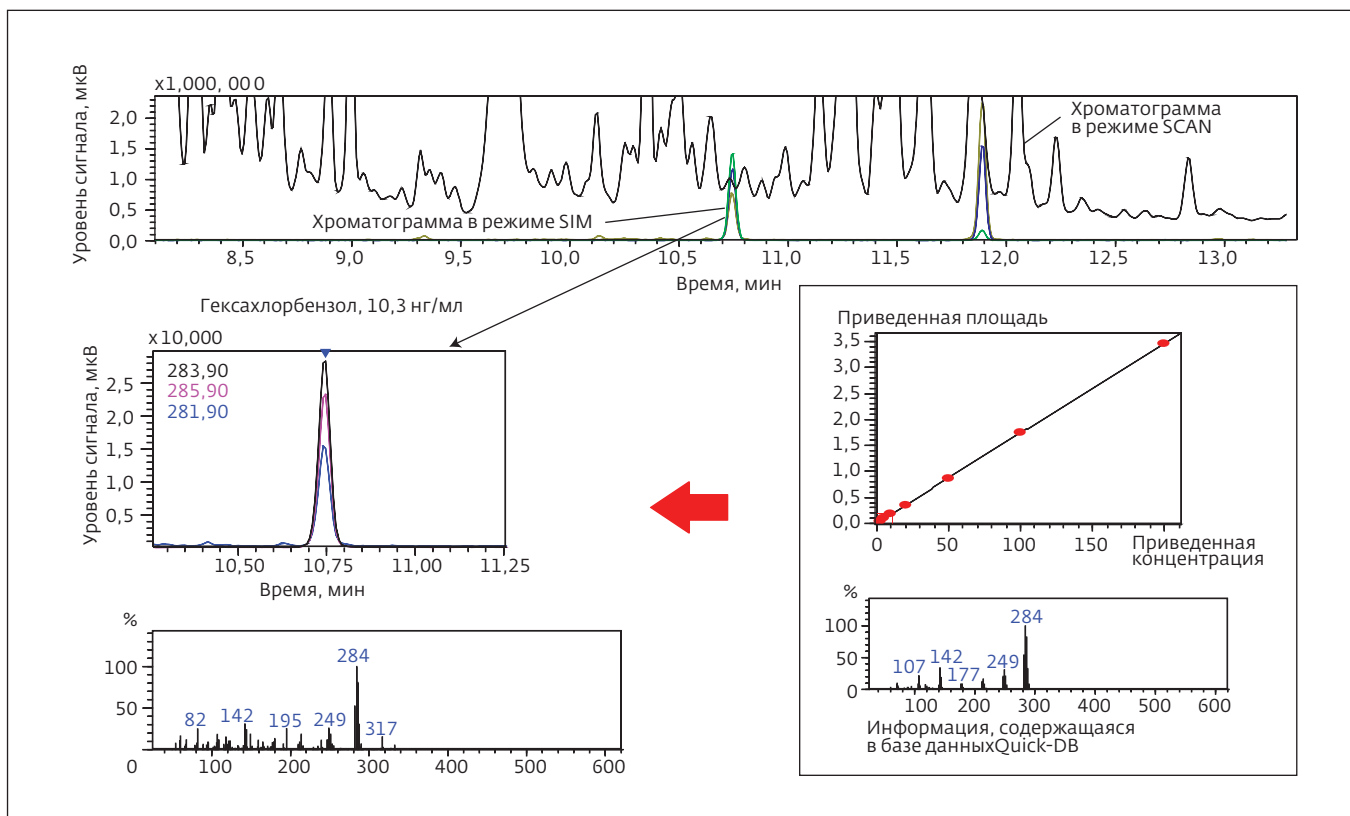 Уровень сигнала, мкВ
x1,000, 000
2,0
1,5
1,0
0,5
0,0
Хроматограмма
в режиме SCAN
Хроматограмма в режиме SIM
8,5 9,0 9,5 10,0 10,5 11,0 11,5 12,0 12,5 13,0
Время, мин
Гексахлорбензол, 10,3 нг/мл
Уровень сигнала, мкВ
x10,000
283,90
285,90
281,90
2,5
2,0
1,5
1,0
0,5
10,50 10,75 11,00 11,25
Время, мин
%
100
50
0
82 142 195 249 284 317
100 200 300 400 500 600
Приведенная площадь
3,5
3,0
2,5
2,0
1,5
1,0
0,5
0,0
0 50 100 150
Приведенная
концентрация
%
100
50
0
107 142 177 249 284
100 200 300 400 500 600
Информация, содержащаяся
в базе данныхQuick-DB